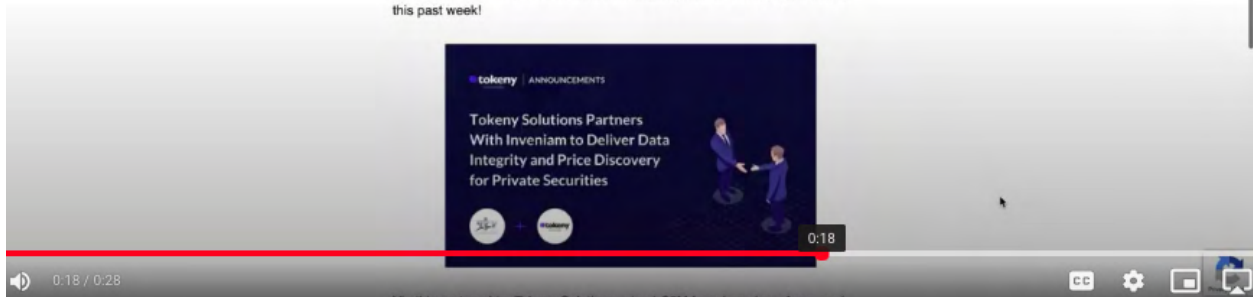 this past week!
tokeny | ANNOUNCEMENTS
Tokeny Solutions Partners
With Inveniam to Deliver Data
Integrity and Price Discovery
for Private Securities
tokeny
0:18
0:18 / 0:28
CC